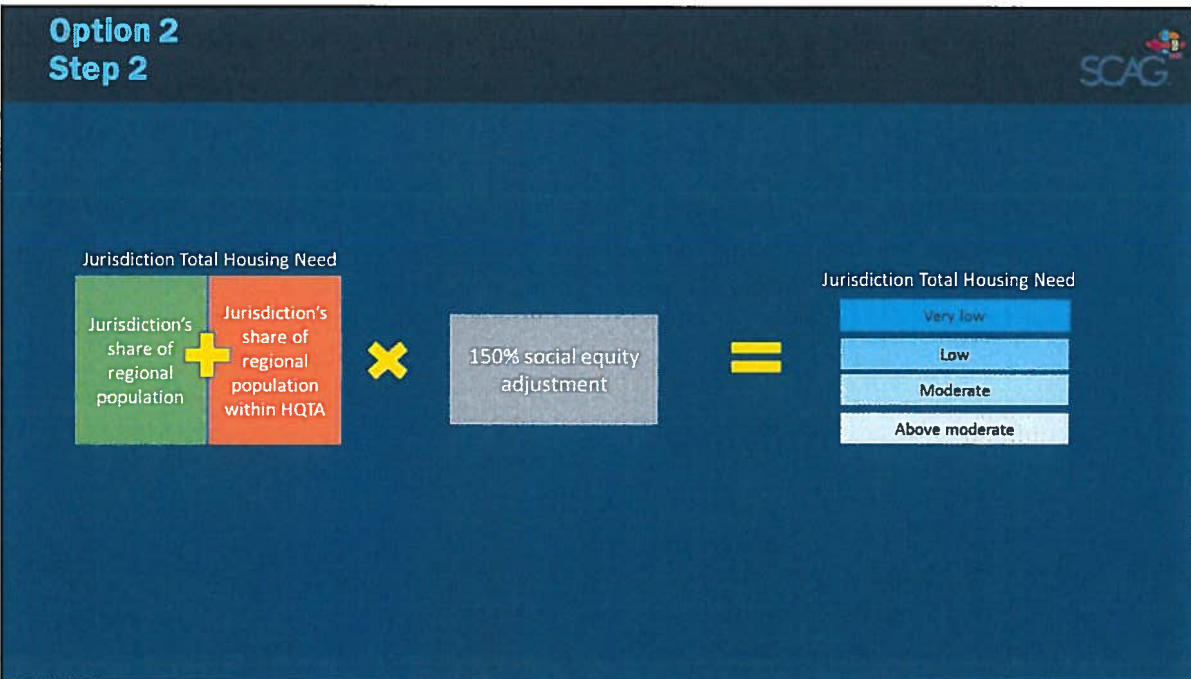 Option 2
Step 2
SCAG
Jurisdiction Total Housing Need
Jurisdiction's
share of
regional
population
+
Jurisdiction's
share of
regional
population
within HQTA
×
150% social equity
adjustment
=
Jurisdiction Total Housing Need
Very low
Low
Moderate
Above moderate